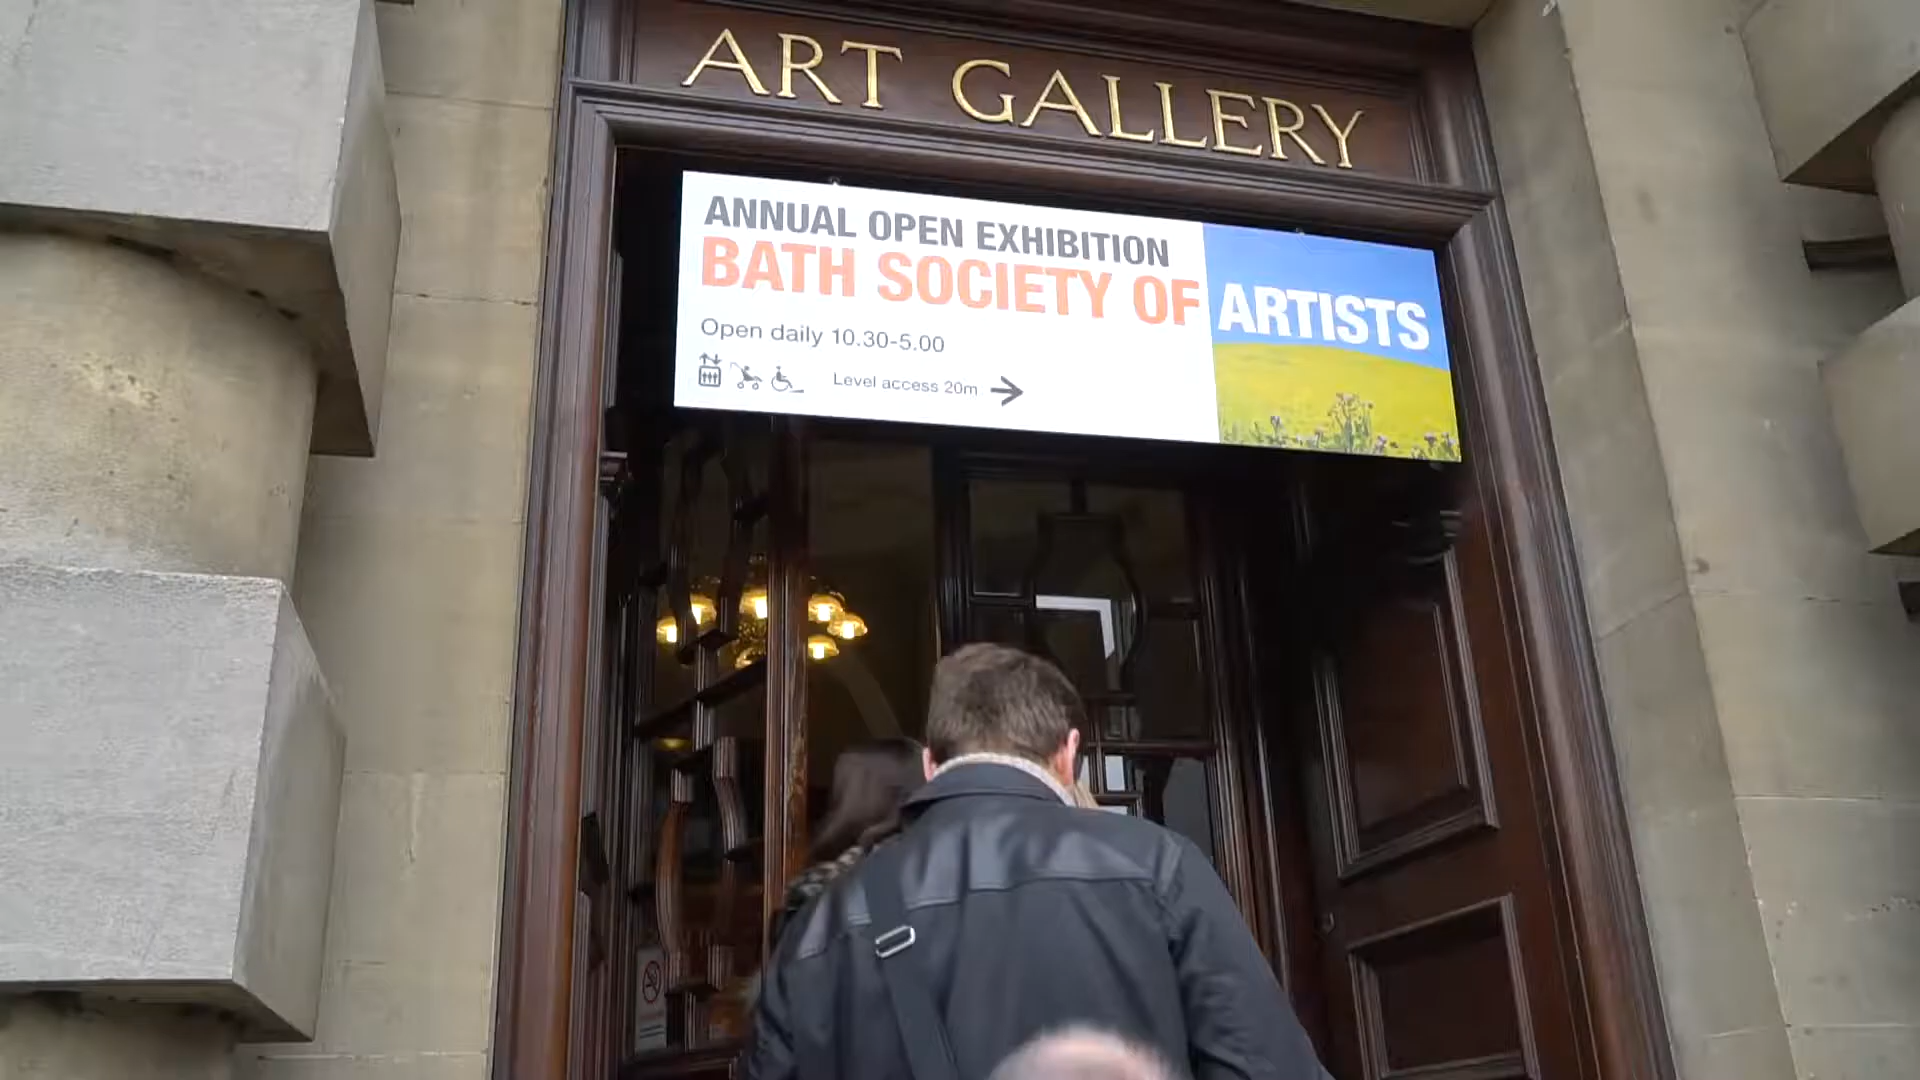 ART GALLERY
ANNUAL OPEN EXHIBITION
BATH SOCIETY OF ARTISTS
Open daily 10.30-5.00
Level access 20m